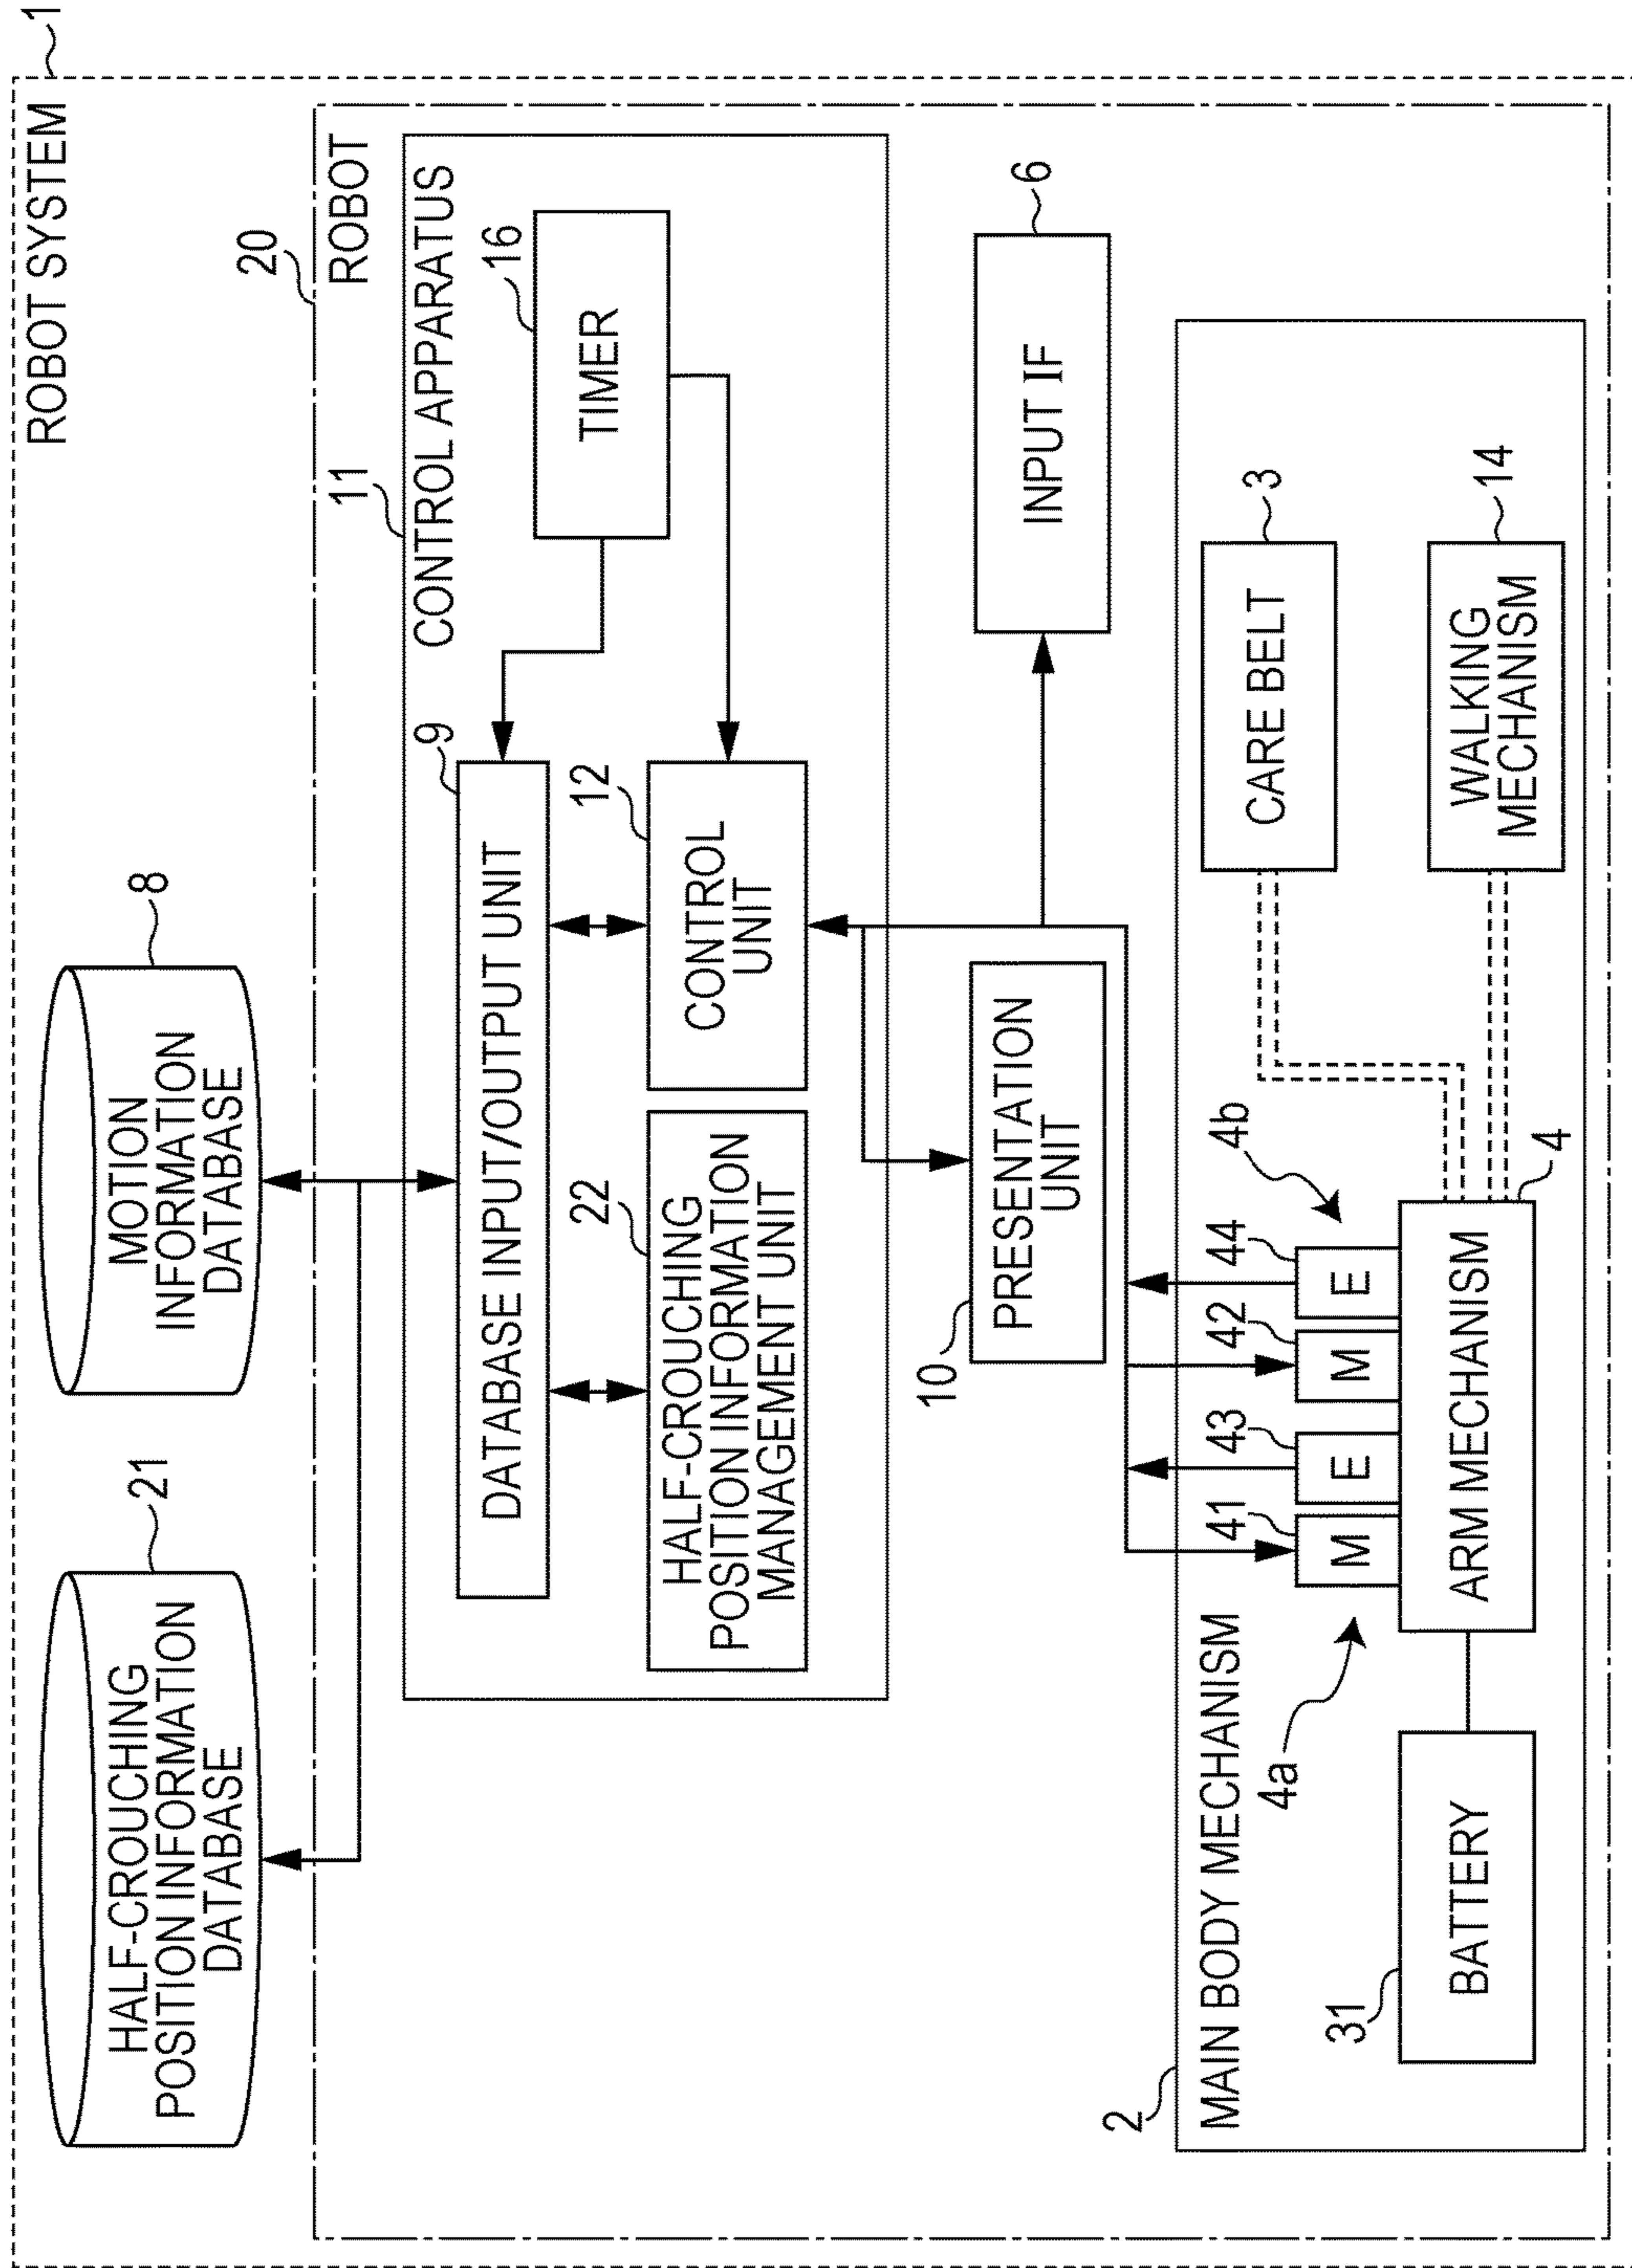 ROBOT SYSTEM
1
HALF-CROUCHING
POSITION INFORMATION
DATABASE
21
MOTION
INFORMATION
DATABASE
8
20
ROBOT
11
CONTROL APPARATUS
DATABASE INPUT/OUTPUT UNIT
9
TIMER
16
HALF-CROUCHING
POSITION INFORMATION
MANAGEMENT UNIT
22
CONTROL
UNIT
12
PRESENTATION
UNIT
10
INPUT IF
6
2
MAIN BODY MECHANISM
4a
41
M
43
E
42
M
44
E
4b
CARE BELT
3
31
BATTERY
ARM MECHANISM
4
WALKING
MECHANISM
14